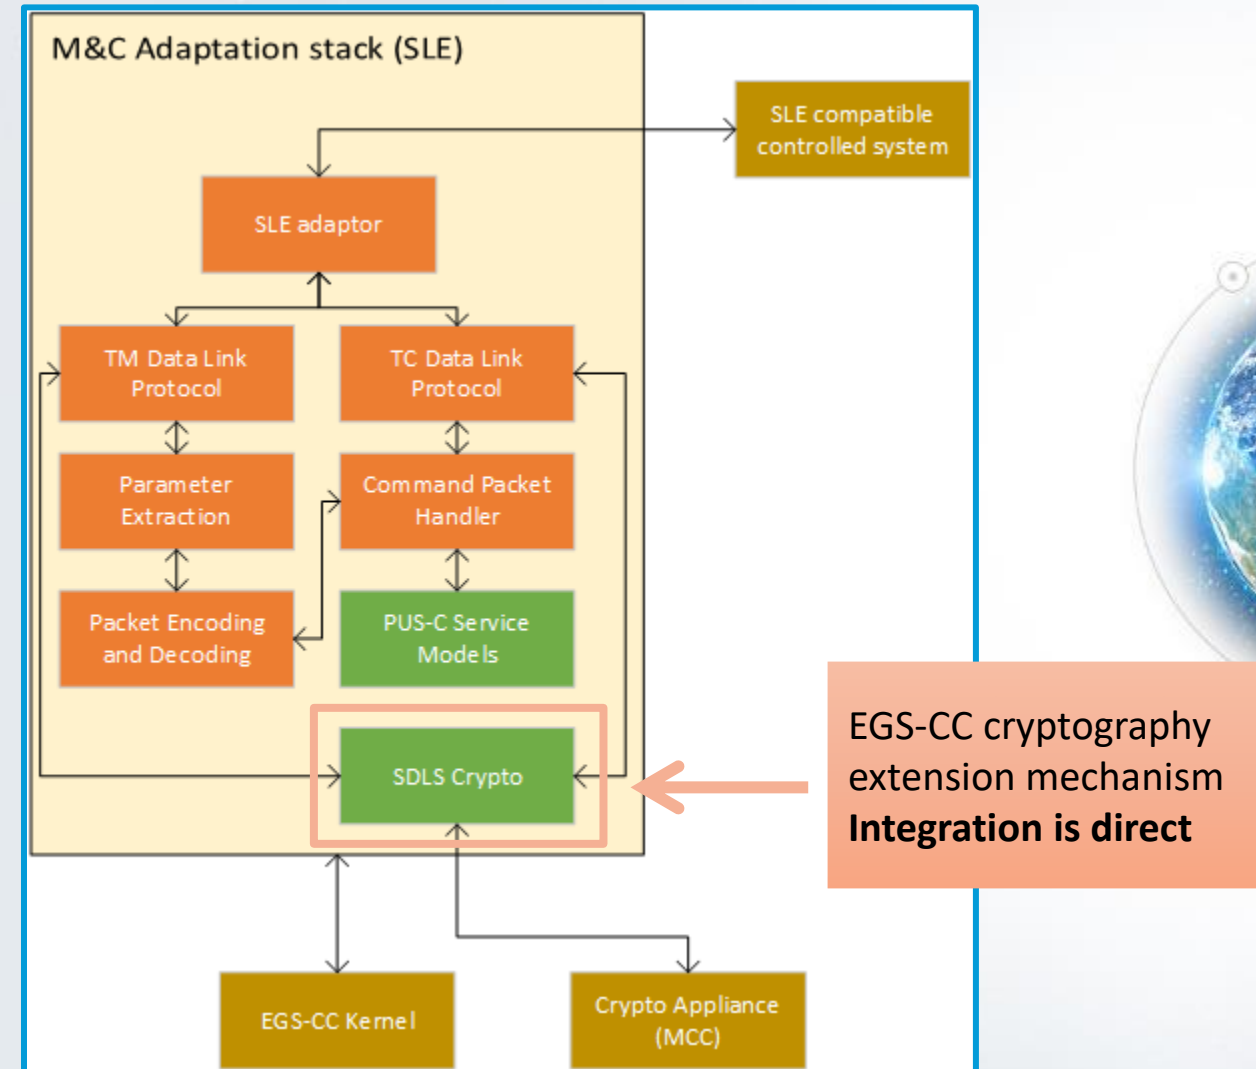 M&C Adaptation stack (SLE)
SLE compatible
controlled system
SLE adaptor
TM Data Link
Protocol
TC Data Link
Protocol
Parameter
Extraction
Command Packet
Handler
Packet Encoding
and Decoding
PUS-C Service
Models
SDLS Crypto
EGS-CC cryptography
extension mechanism
Integration is direct
EGS-CC Kernel
Crypto Appliance
(MCC)